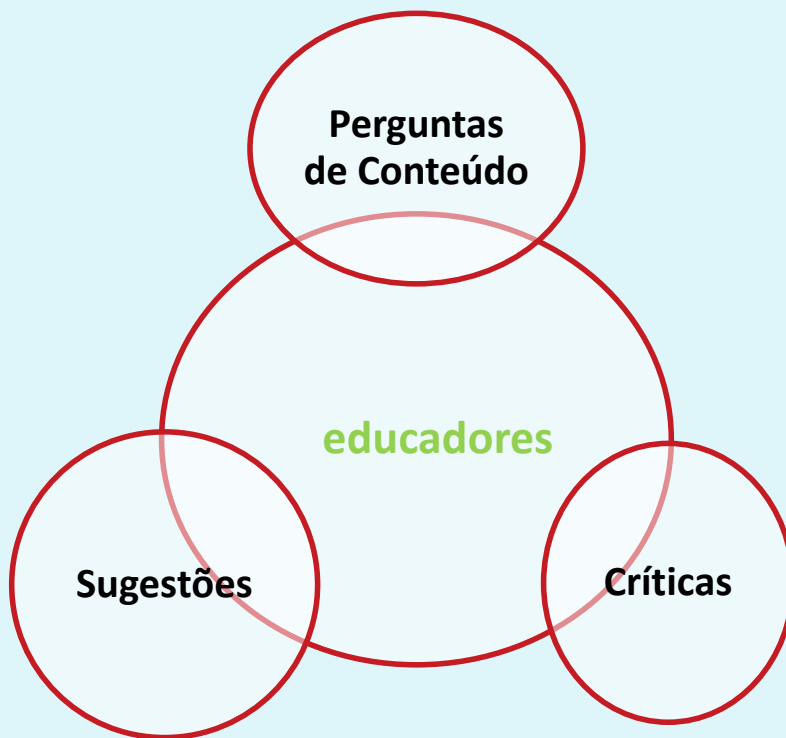 Perguntas
de Conteúdo
educadores
Sugestões
Críticas